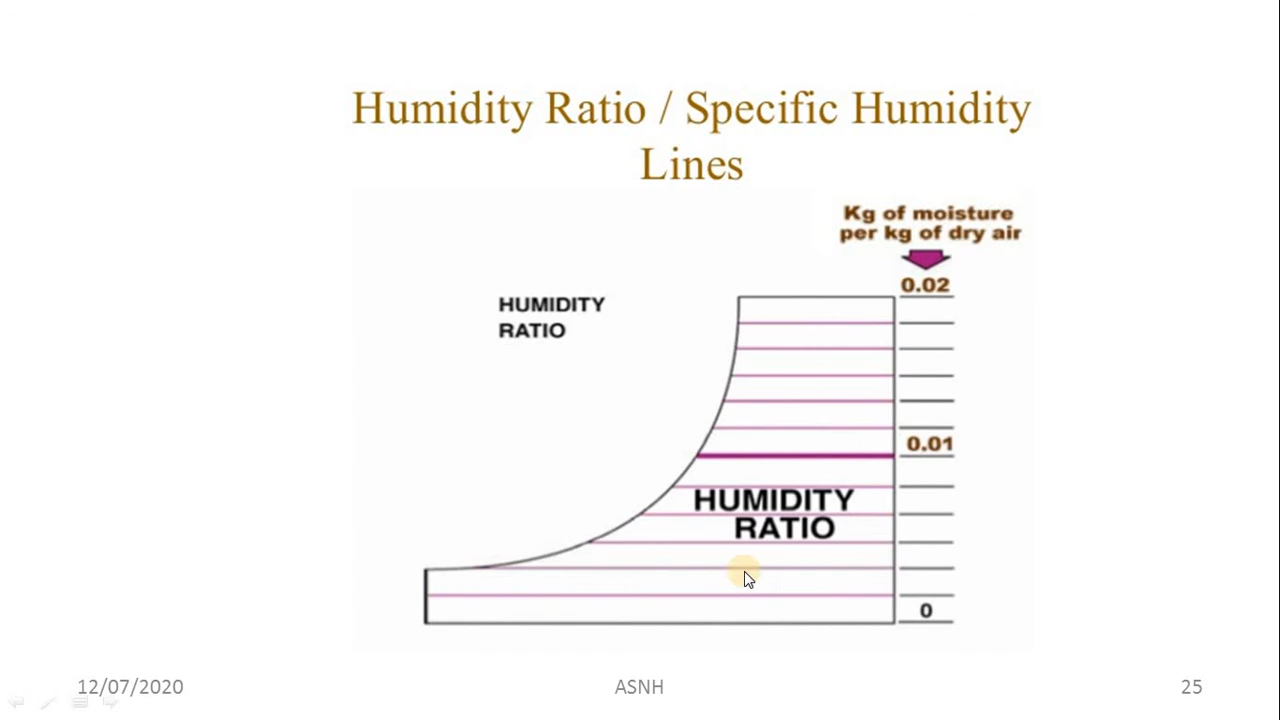 Humidity Ratio / Specific Humidity
Lines
Kg of moisture
per kg of dry air
0.02
HUMIDITY
RATIO
0.01
HUMIDITY
RATIO
0
12/07/2020
ASNH
25